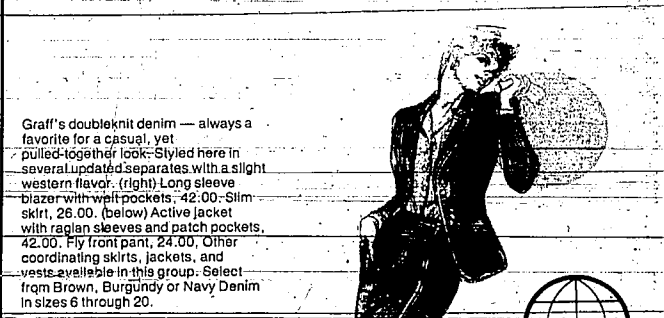 Graff's doubleknit denim — always a
favorite for a casual, yet
pulled-together look. Styled here in
several updated separates with a slight
western flavor. (right) Long sleeve
blazer with welt pockets, 42.00. Slim
skirt, 26.00. (below) Active jacket
with raglan sleeves and patch pockets,
42.00. Fly front pant, 24.00, Other
coordinating skirts, jackets, and
vests available in this group. Select
from Brown, Burgundy or Navy Denim
in sizes 6 through 20.